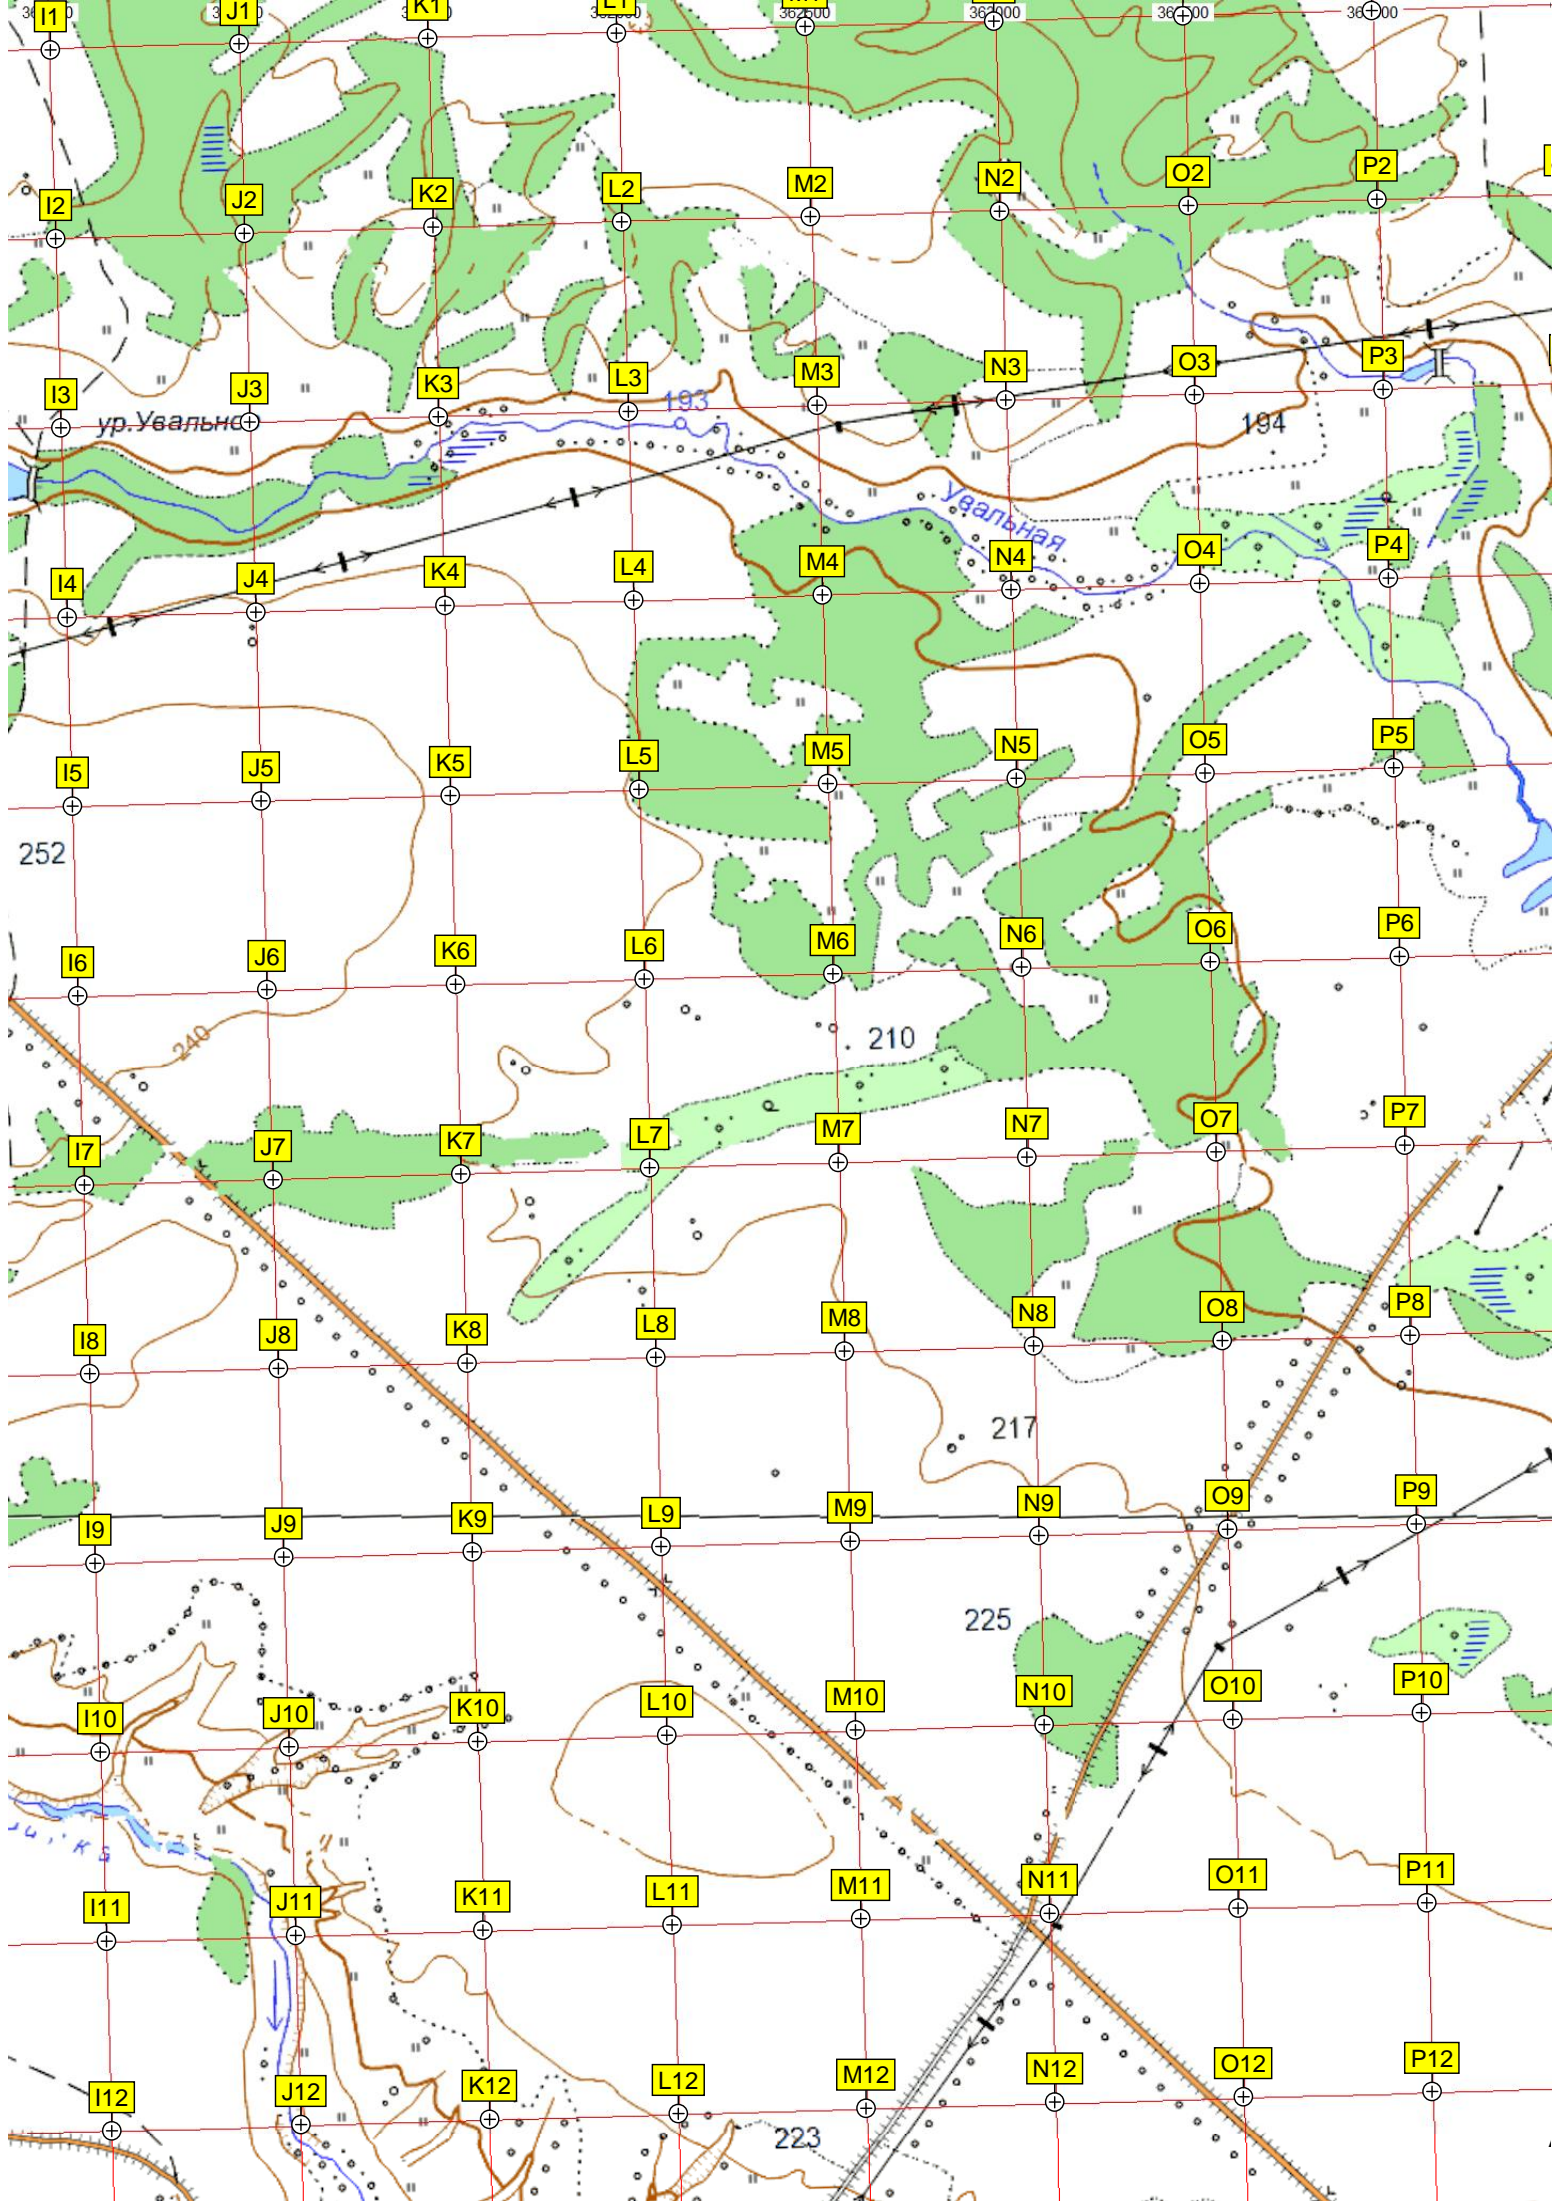 I1 J1 K1 L1
362500
I2 J2 K2 L2 M2 N2 O2 P2
I3 J3 K3 L3 M3 N3 O3 P3
193
ур.Увально
194
Увальная
I4 J4 K4 L4 M4 N4 O4 P4
I5 J5 K5 L5 M5 N5 O5 P5
252
I6 J6 K6 L6 M6 N6 O6 P6
240
210
I7 J7 K7 L7 M7 N7 O7 P7
I8 J8 K8 L8 M8 N8 O8 P8
217
I9 J9 K9 L9 M9 N9 O9 P9
225
I10 J10 K10 L10 M10 N10 O10 P10
I11 J11 K11 L11 M11 N11 O11 P11
I12 J12 K12 L12 M12 N12 O12 P12
223